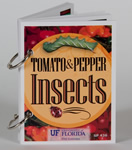 TOMATO & PEPPER
Insects
UF FLORIDA